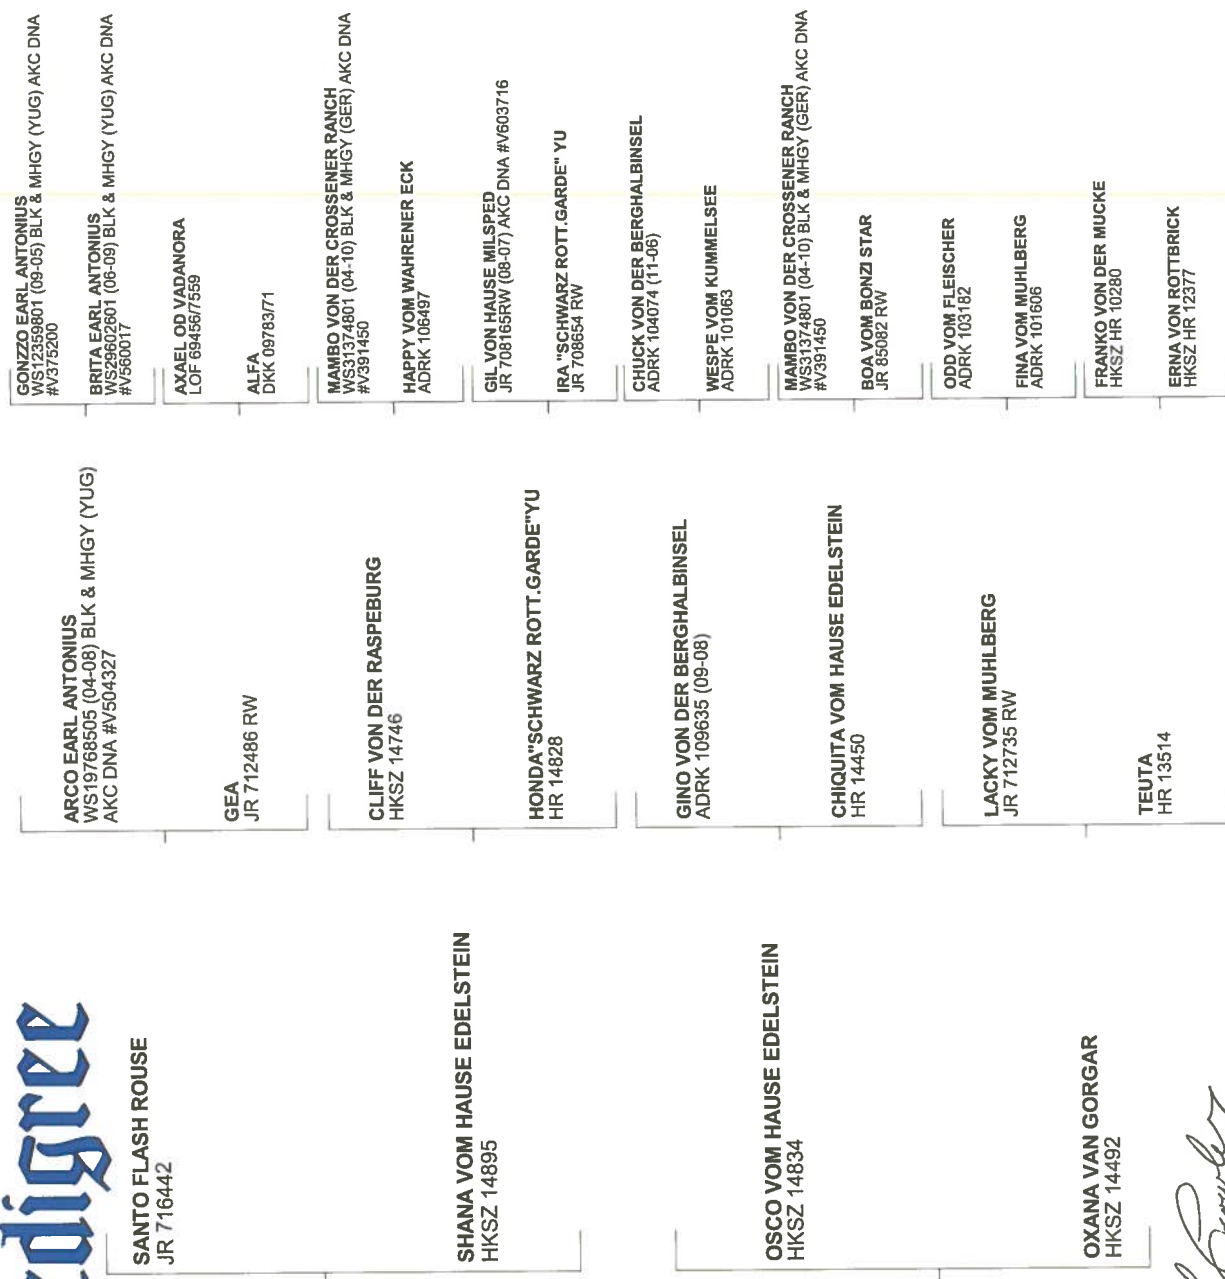 digree
SANTO FLASH ROUSE
JR 716442
SHANA VOM HAUSE EDELSTEIN
HKSZ 14895
OSCO VOM HAUSE EDELSTEIN
HKSZ 14834
OXANA VAN GORGAR
HKSZ 14492
ARCO EARL ANTONIUS
WS19768505 (04-08) BLK & MHGY (YUG)
AKC DNA #V504327
GEA
JR 712486 RW
CLIFF VON DER RASPEBURG
HKSZ 14746
HONDA"SCHWARZ ROTT.GARDE"YU
HR 14828
GINO VON DER BERGHALBINSEL
ADRK 109635 (09-08)
CHIQUITA VOM HAUSE EDELSTEIN
HR 14450
LACKY VOM MUHLBERG
JR 712735 RW
TEUTA
HR 13514
GONZZO EARL ANTONIUS
WS12359801 (09-05) BLK & MHGY (YUG) AKC DNA
#V375200
BRITA EARL ANTONIUS
WS29602601 (06-09) BLK & MHGY (YUG) AKC DNA
#V560017
AXAEL OD VADANORA
LOF 69456/7559
ALFA
DKK 09783/71
MAMBO VON DER CROSSENER RANCH
WS31374801 (04-10) BLK & MHGY (GER) AKC DNA
#V391450
HAPPY VOM WAHRENER ECK
ADRK 106497
GIL VON HAUSE MILSPED
JR 708165RW (08-07) AKC DNA #V603716
IRA "SCHWARZ ROTT.GARDE" YU
JR 708654 RW
CHUCK VON DER BERGHALBINSEL
ADRK 104074 (11-06)
WESPE VOM KUMMELSEE
ADRK 101063
MAMBO VON DER CROSSENER RANCH
WS31374801 (04-10) BLK & MHGY (GER) AKC DNA
#V391450
BOA VOM BONZI STAR
JR 85082 RW
ODD VOM FLEISCHER
ADRK 103182
FINA VOM MUHLBERG
ADRK 101606
FRANKO VON DER MUCKE
HKSZ HR 10280
ERNA VON ROTTBRICK
HKSZ HR 12377